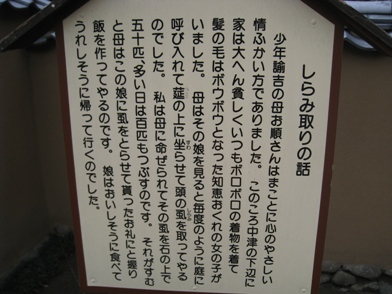 しらみ取りの話
少年諭吉の母お順さんはまことに心のやさしい
情ふかい方でありました。このころ中津の下辺に
家は大へん貧しくいつもボロボロの着物を着て
髪の毛はボウボウとなった知恵おくれの女の子が
いました。母はその娘を見ると毎度のように庭に
呼び入れて莚の上に坐らせて頭の虱を取ってやる
のでした。私は母に命ぜられてその虱を石の上で
五十匹、多い日は百匹もつぶすのです。それがすむ
と母はこの娘に虱をとらせて貰ったお礼にと握り
飯を作ってやるのです。娘はおいしそうに食べて
うれしそうに帰って行くのでした。